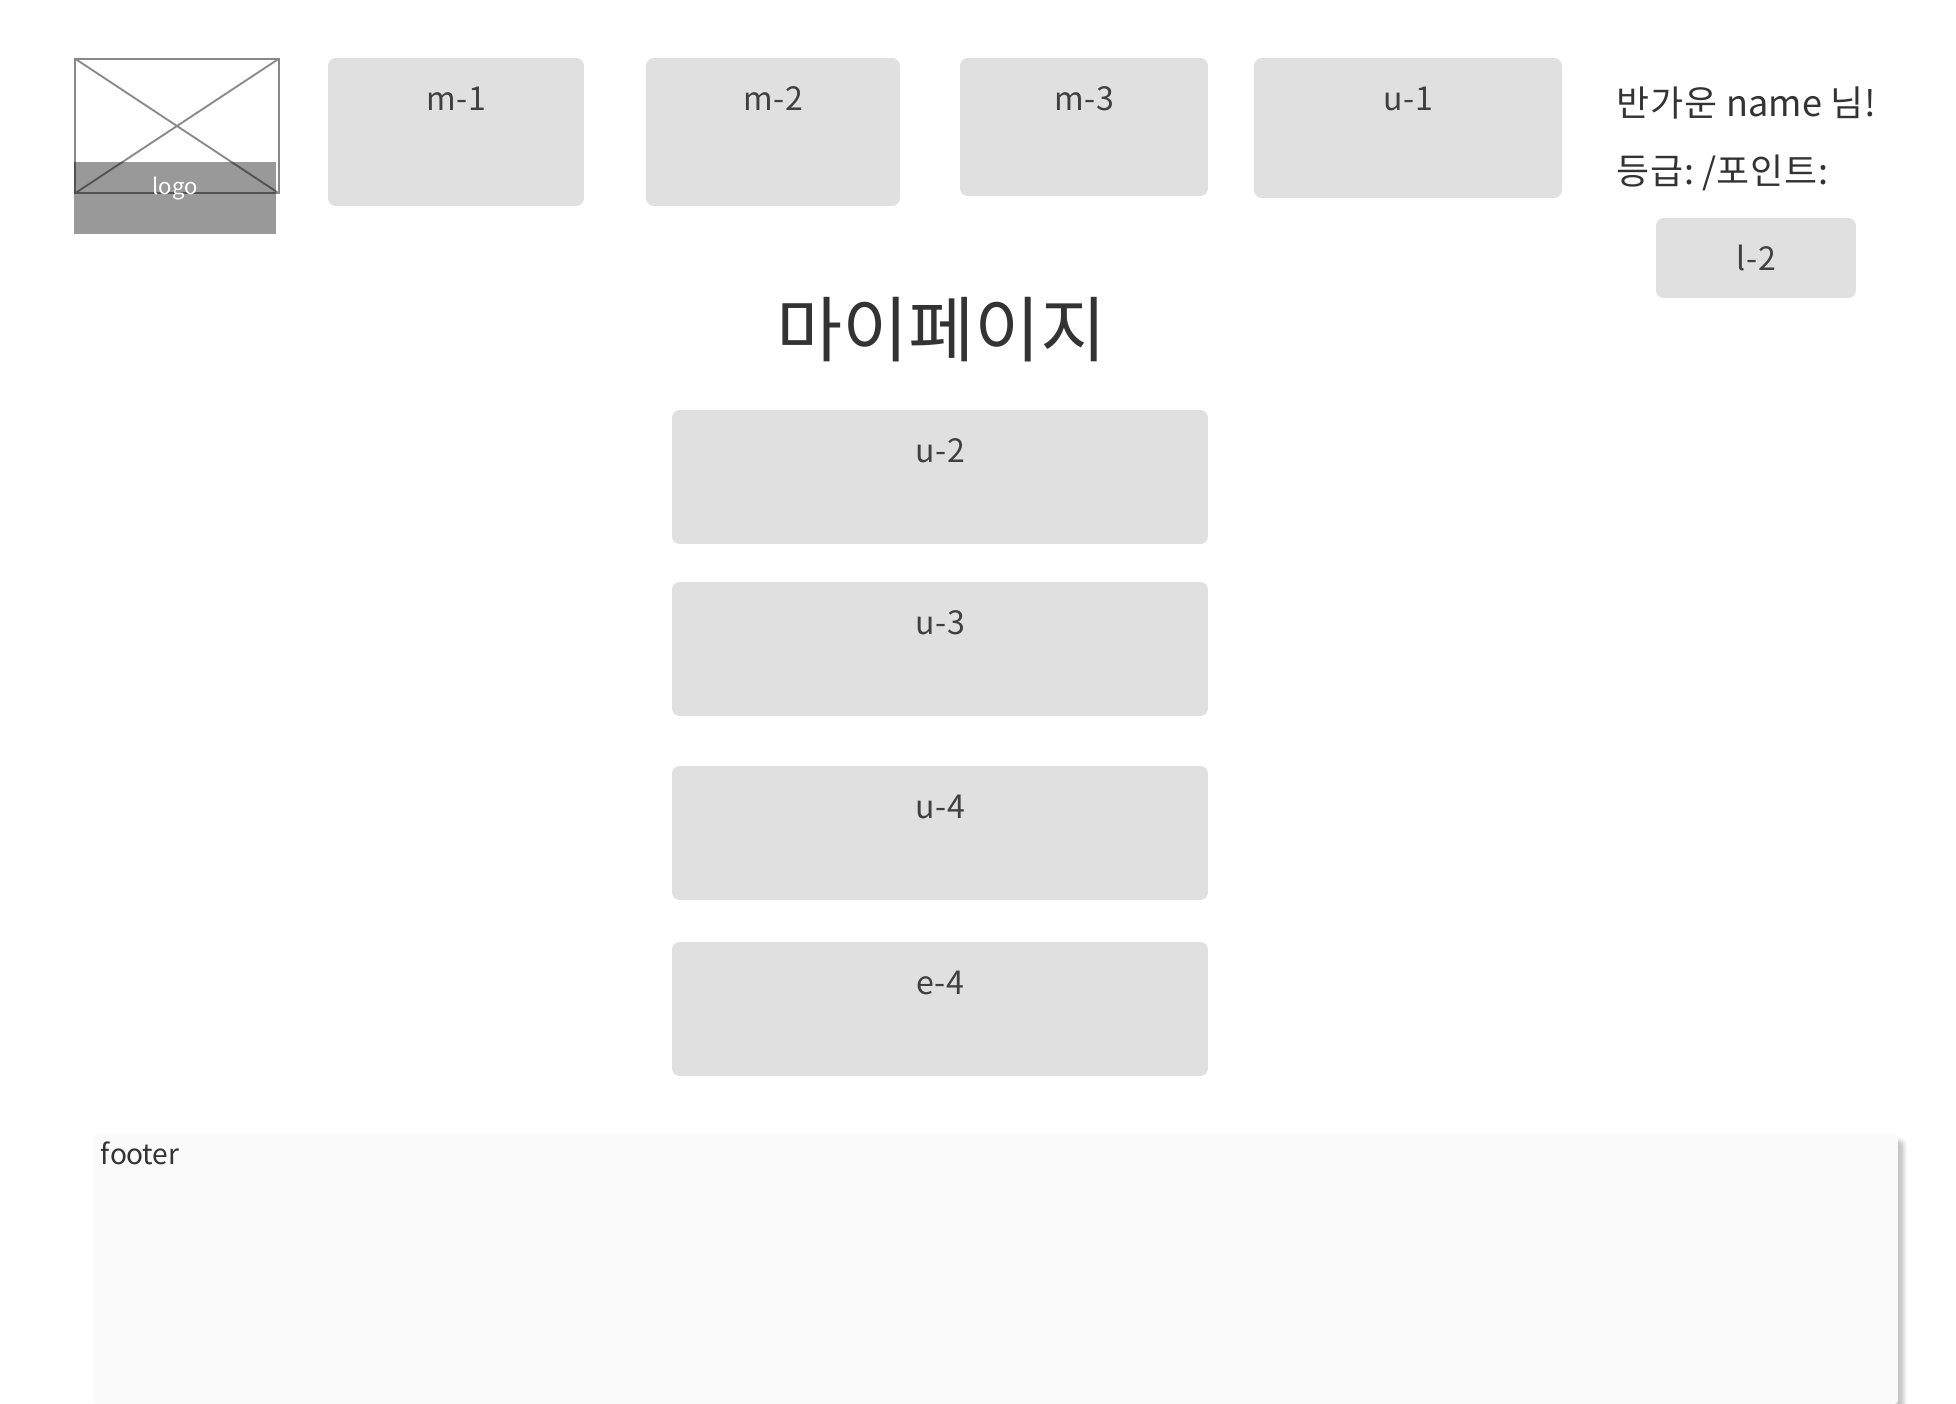 logo
m-1
m-2
m-3
u-1
반가운 name 님!
등급: /포인트:
l-2
마이페이지
u-2
u-3
u-4
e-4
footer